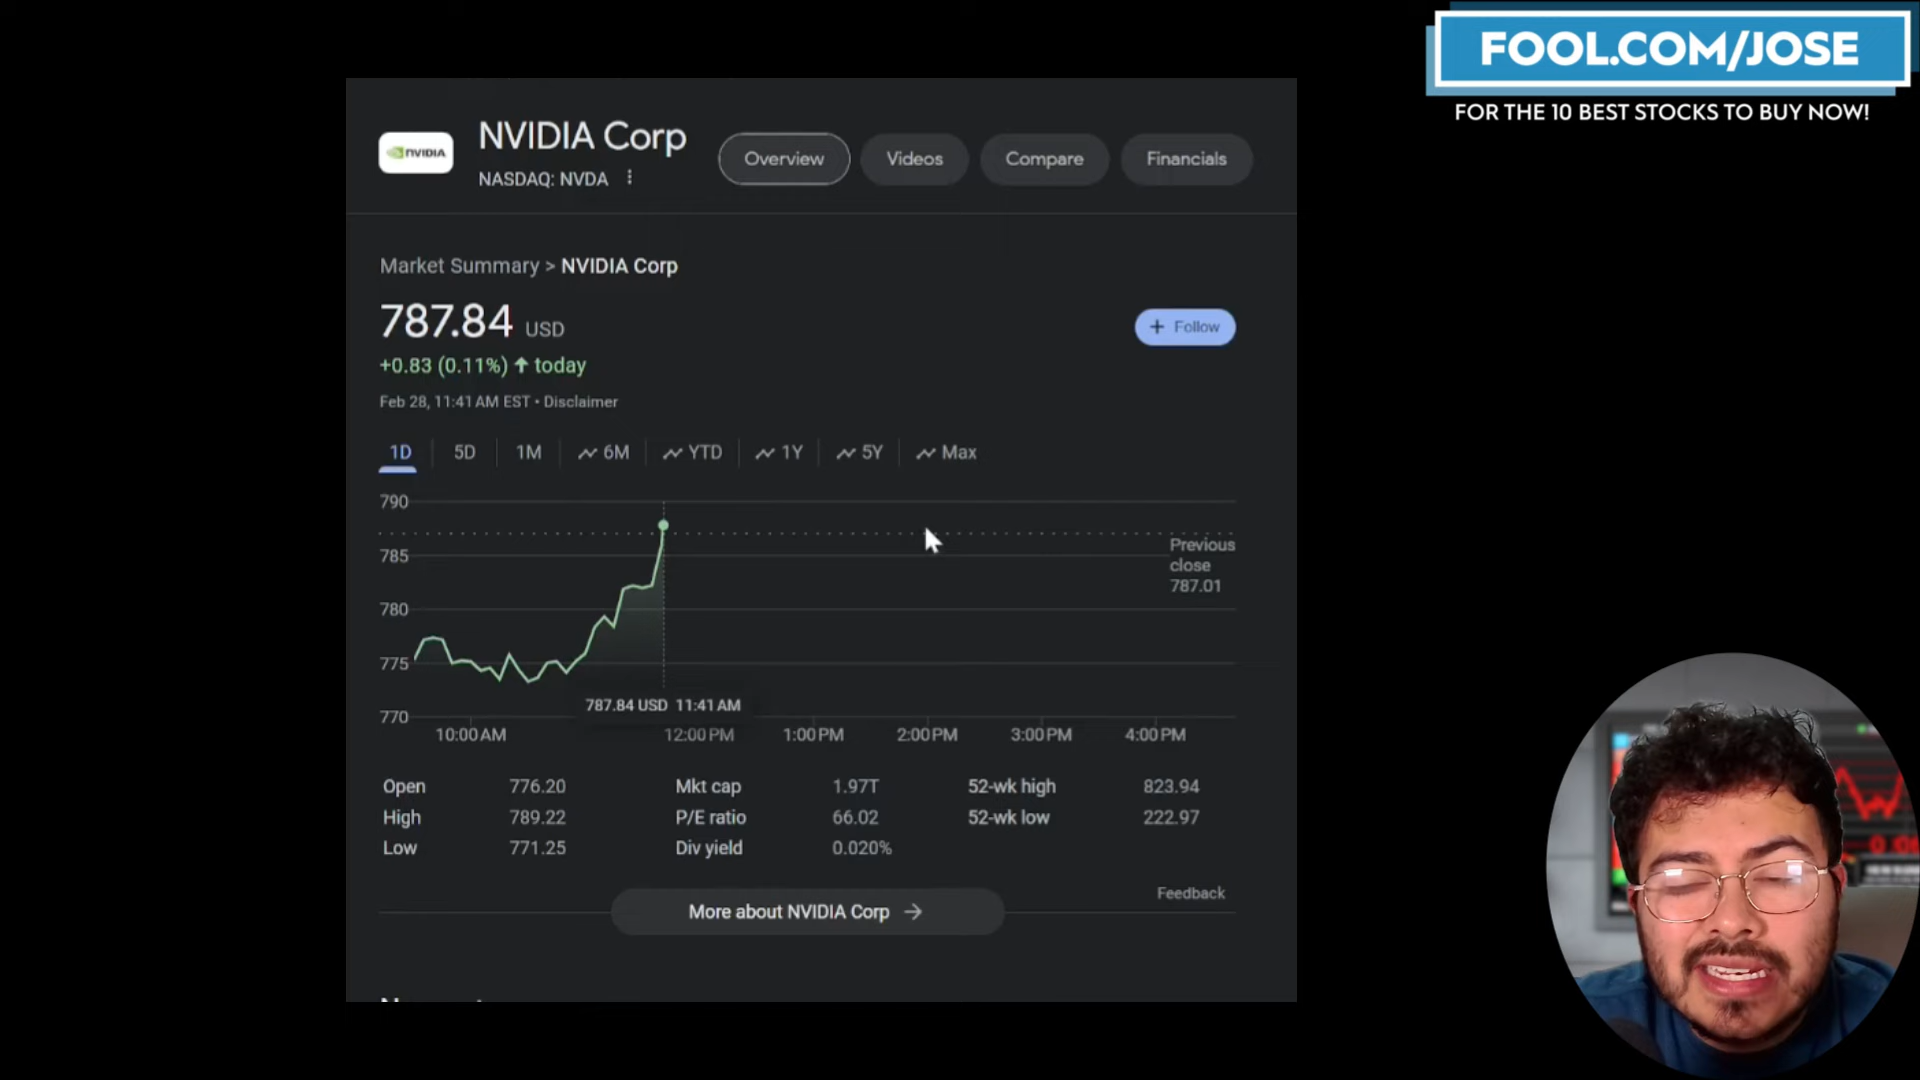 FOOL.COM/JOSE
FOR THE 10 BEST STOCKS TO BUY NOW!
NVIDIA
NVIDIA Corp
NASDAQ: NVDA
Overview
Videos
Compare
Financials
Market Summary > NVIDIA Corp
787.84 USD
+ Follow
+0.83 (0.11%) ↑ today
Feb 28, 11:41 AM EST • Disclaimer
1D 5D 1M 6M YTD 1Y 5Y Max
790
785
780
775
770
Previous
close
787.01
787.84 USD 11:41 AM
10:00 AM 12:00 PM 1:00 PM 2:00 PM 3:00 PM 4:00 PM
Open 776.20 Mkt cap 1.97T 52-wk high 823.94
High 789.22 P/E ratio 66.02 52-wk low 222.97
Low 771.25 Div yield 0.020%
Feedback
More about NVIDIA Corp →